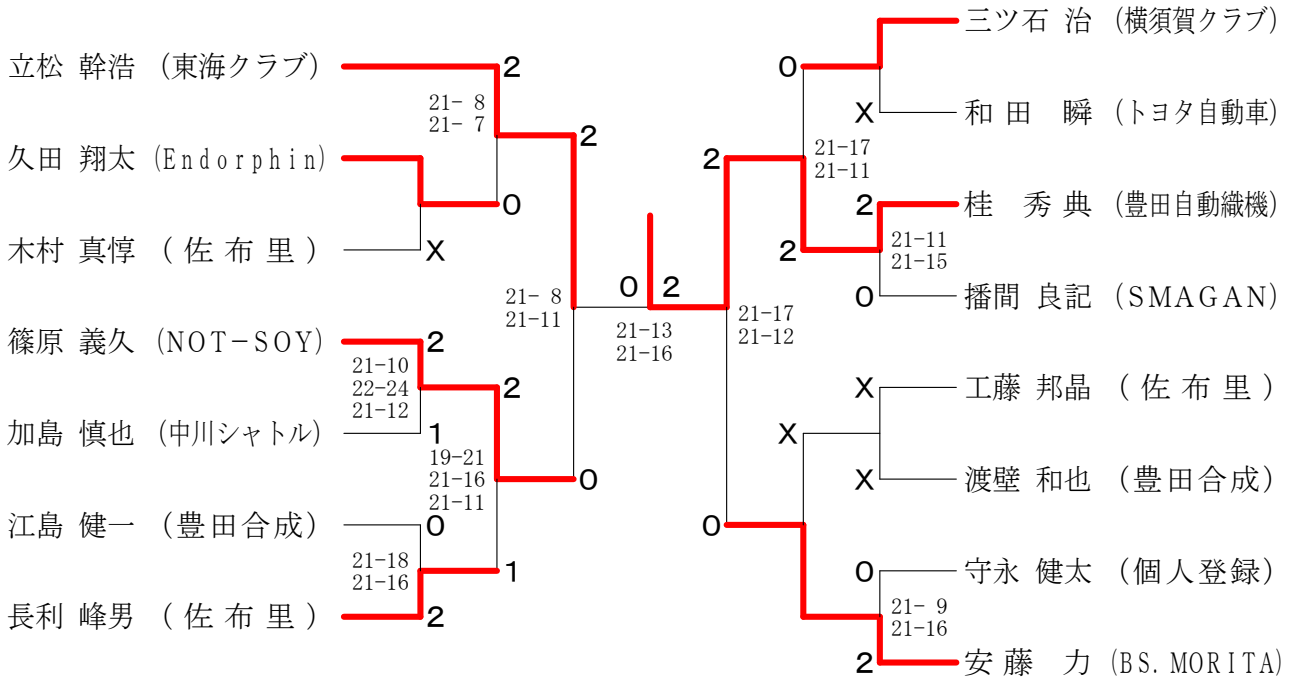 立松 幹浩 (東海クラブ)
2
21- 8
21- 7
2
久田 翔太 (Endorphin)
0
木村 真惇 (佐布里)
X
21- 8
21-11
篠原 義久 (NOT-SOY)
2
21-10
22-24
21-12
2
加島 慎也 (中川シャトル)
1
19-21
21-16
21-11
0
江島 健一 (豊田合成)
0
21-18
21-16
1
長利 峰男 (佐布里)
2
0 2
21-13
21-16
三ツ石 治 (横須賀クラブ)
0
X
和田 瞬 (トヨタ自動車)
21-17
21-11
2
2
桂 秀典 (豊田自動織機)
21-11
21-15
2
0
播間 良記 (SMAGAN)
21-17
21-12
X
工藤 邦晶 (佐布里)
X
X
渡壁 和也 (豊田合成)
0
0
守永 健太 (個人登録)
21- 9
21-16
2
安藤 力 (BS.MORITA)